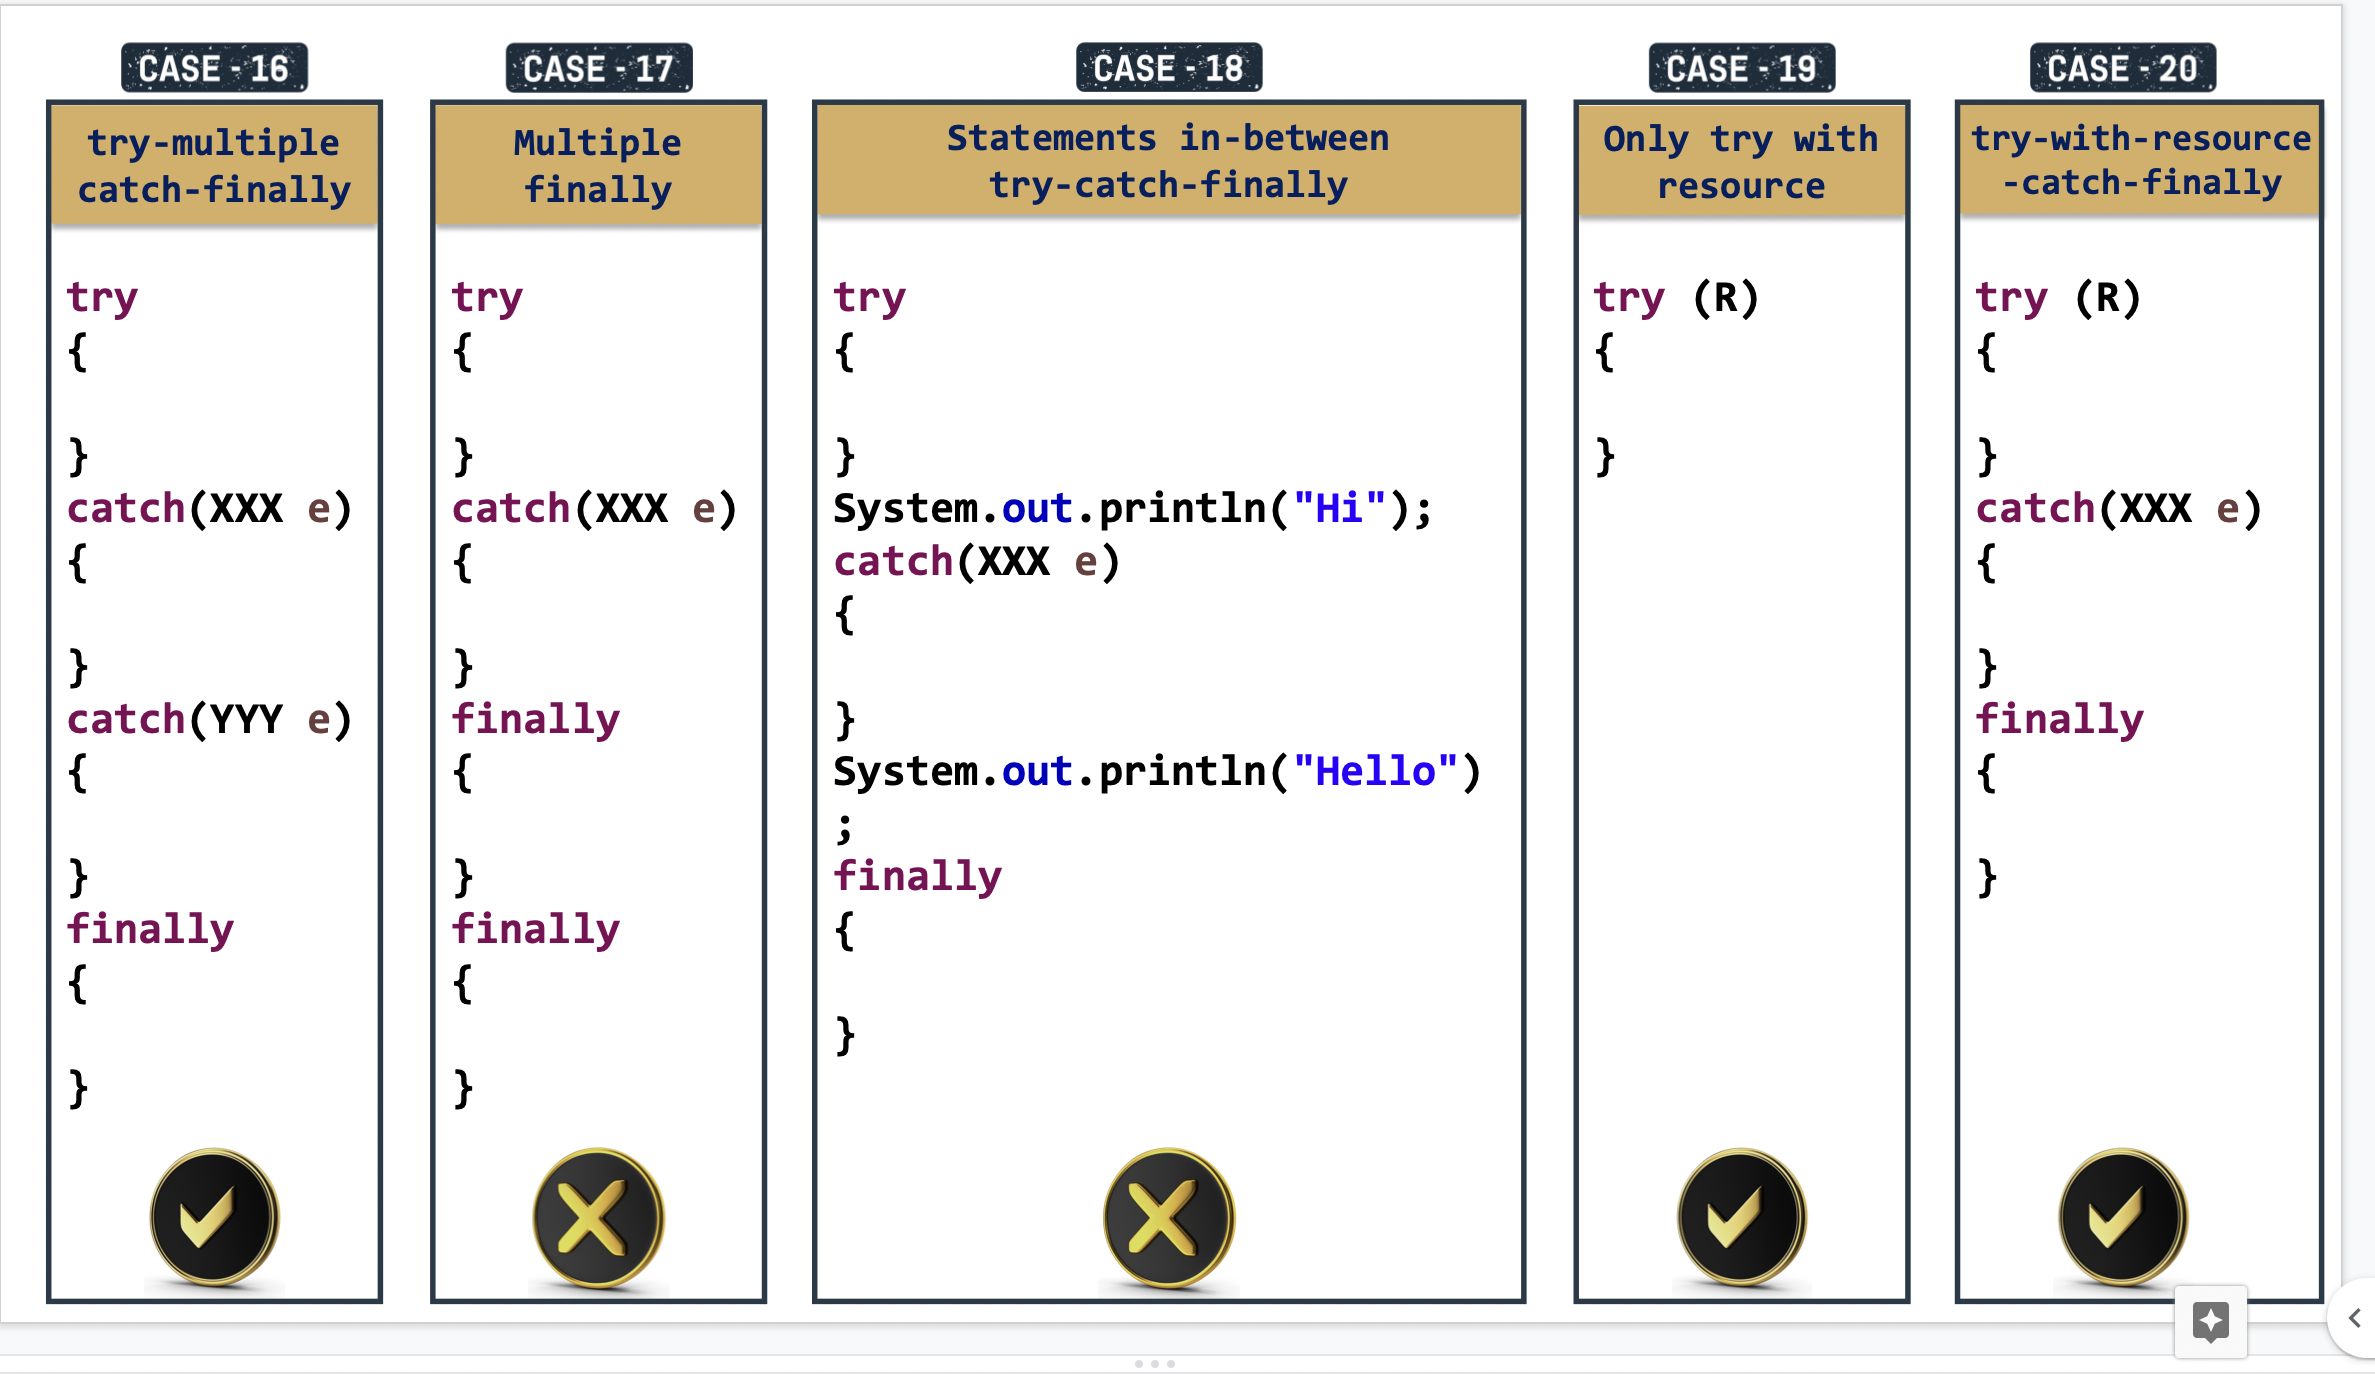 CASE - 16
try-multiple
catch-finally
try
{
}
catch(XXX e)
{
}
catch(YYY e)
{
}
finally
{
}
CASE - 17
Multiple
finally
try
{
}
catch(XXX e)
{
}
finally
{
}
finally
{
}
CASE - 18
Statements in-between
try-catch-finally
try
{
}
System.out.println("Hi");
catch(XXX e)
{
}
System.out.println("Hello")
;
finally
{
}
CASE - 19
Only try with
resource
try (R)
{
}
CASE - 20
try-with-resource
-catch-finally
try (R)
{
}
catch(XXX e)
{
}
finally
{
}